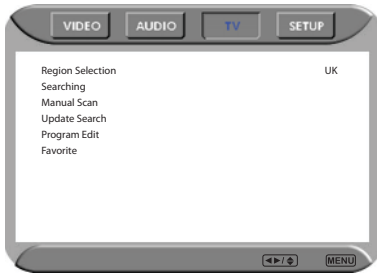 VIDEO AUDIO TV SETUP
Region Selection UK
Searching
Manual Scan
Update Search
Program Edit
Favorite
MENU